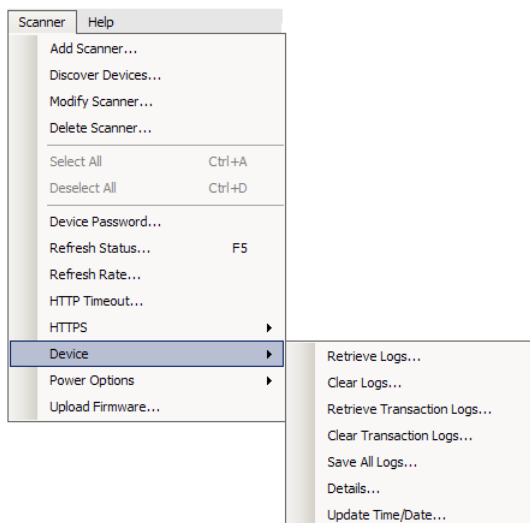 Scanner Help
Add Scanner...
Discover Devices...
Modify Scanner...
Delete Scanner...
Select All Ctrl+A
Deselect All Ctrl+D
Device Password...
Refresh Status... F5
Refresh Rate...
HTTP Timeout...
HTTPS
Device
Power Options
Upload Firmware...
Retrieve Logs...
Clear Logs...
Retrieve Transaction Logs...
Clear Transaction Logs...
Save All Logs...
Details...
Update Time/Date...